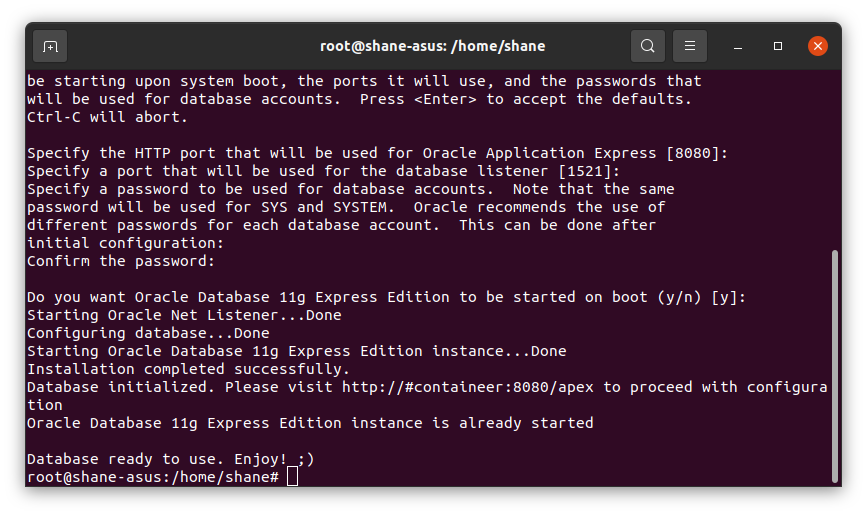 root@shane-asus: /home/shane
be starting upon system boot, the ports it will use, and the passwords that
will be used for database accounts.  Press <Enter> to accept the defaults.
Ctrl-C will abort.
Specify the HTTP port that will be used for Oracle Application Express [8080]:
Specify a port that will be used for the database listener [1521]:
Specify a password to be used for database accounts.  Note that the same
password will be used for SYS and SYSTEM.  Oracle recommends the use of
different passwords for each database account.  This can be done after
initial configuration:
Confirm the password:
Do you want Oracle Database 11g Express Edition to be started on boot (y/n) [y]:
Starting Oracle Net Listener...Done
Configuring database...Done
Starting Oracle Database 11g Express Edition instance...Done
Installation completed successfully.
Database initialized. Please visit http://#containeer:8080/apex to proceed with configura
tion
Oracle Database 11g Express Edition instance is already started
Database ready to use. Enjoy! ;)
root@shane-asus:/home/shane#